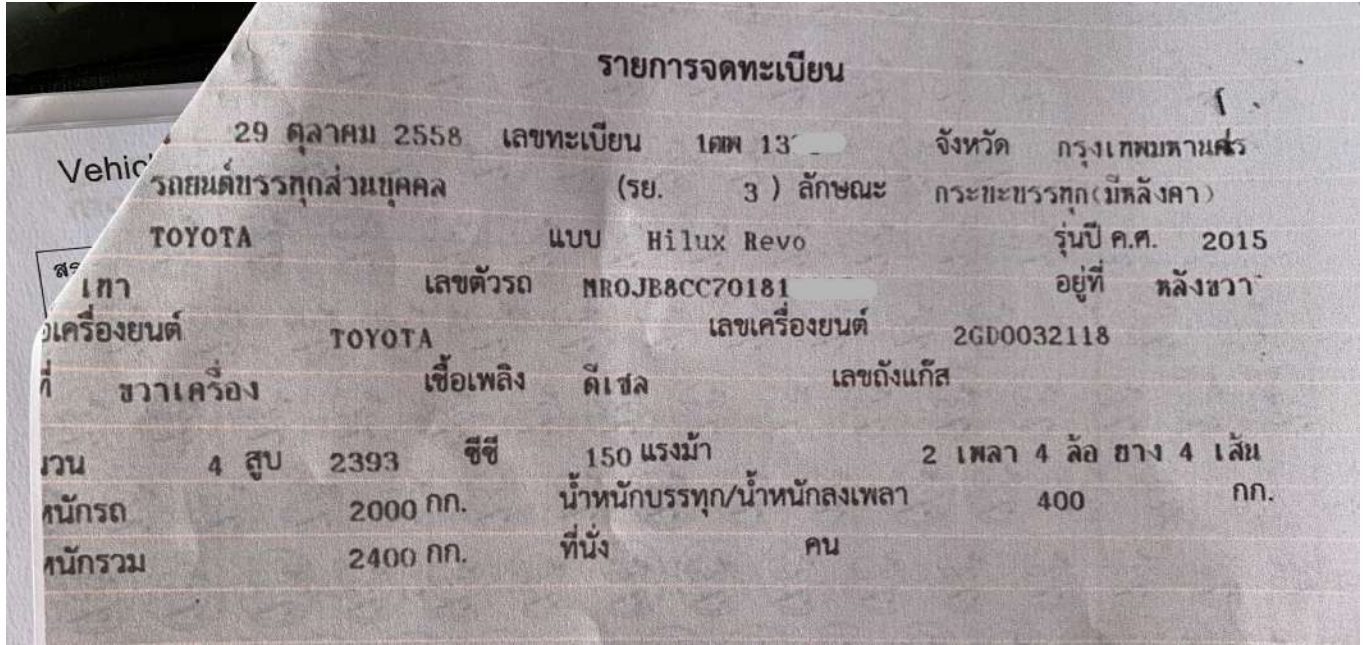 รายการจดทะเบียน
29 ตุลาคม 2558 เลขทะเบียน 1ฒฬ 13 จังหวัด กรุงเทพมหานคร
Vehic
รถยนต์บรรทุกส่วนบุคคล (รย. 3 ) ลักษณะ กระบะบรรทุก(มีหลังคา)
TOYOTA แบบ Hilux Revo รุ่นปี ค.ศ. 2015
สร
เทา เลขตัวรถ MR0JB8CC70181 อยู่ที่ หลังขวา
เครื่องยนต์ TOYOTA เลขเครื่องยนต์ 2GD0032118
ที่ ขวาเครื่อง เชื้อเพลิง ดีเซล เลขถังแก๊ส
นวน 4 สูบ 2393 ซีซี 150 แรงม้า 2 เพลา 4 ล้อ ยาง 4 เส้น
หนักรถ 2000 กก. น้ำหนักบรรทุก/น้ำหนักลงเพลา 400 กก.
หนักรวม 2400 กก. ที่นั่ง คน